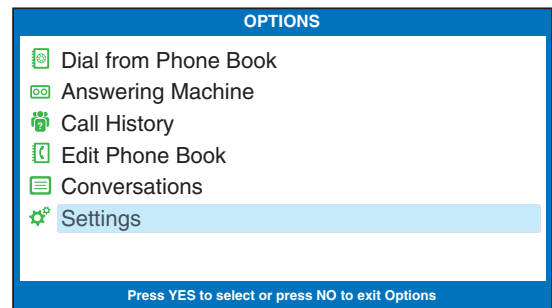 OPTIONS
Dial from Phone Book
Answering Machine
Call History
Edit Phone Book
Conversations
Settings
Press YES to select or press NO to exit Options